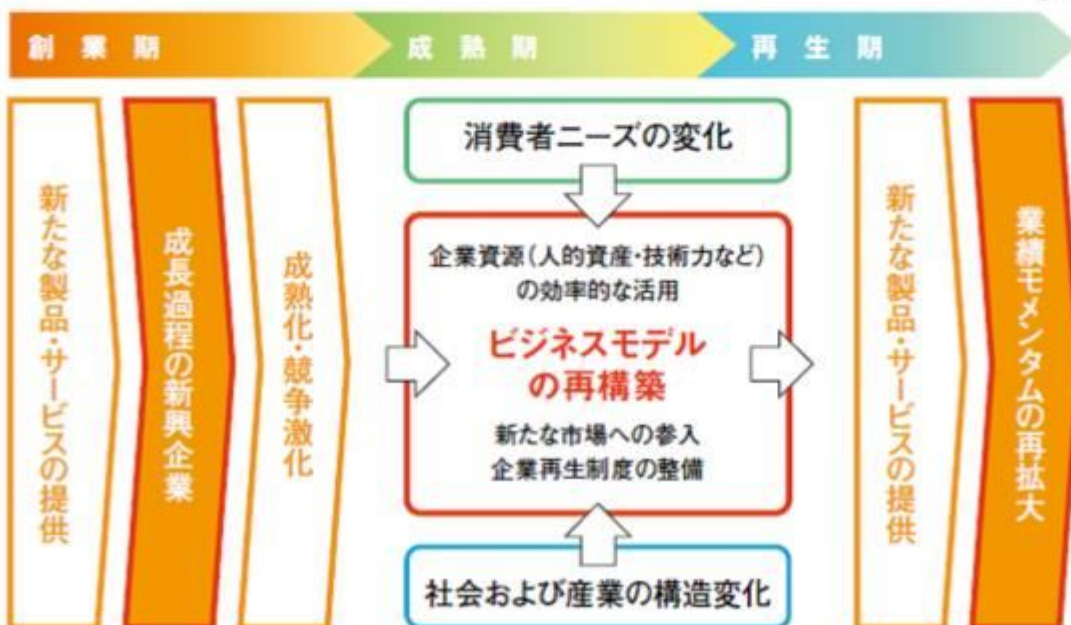 創業期
成熟期
再生期
新たな製品・サービスの提供
成長過程の新興企業
成熟化・競争激化
消費者ニーズの変化
企業資源(人的資産・技術力など)
の効率的な活用
ビジネスモデル
の再構築
新たな市場への参入
企業再生制度の整備
社会および産業の構造変化
新たな製品・サービスの提供
業績モメンタムの再拡大